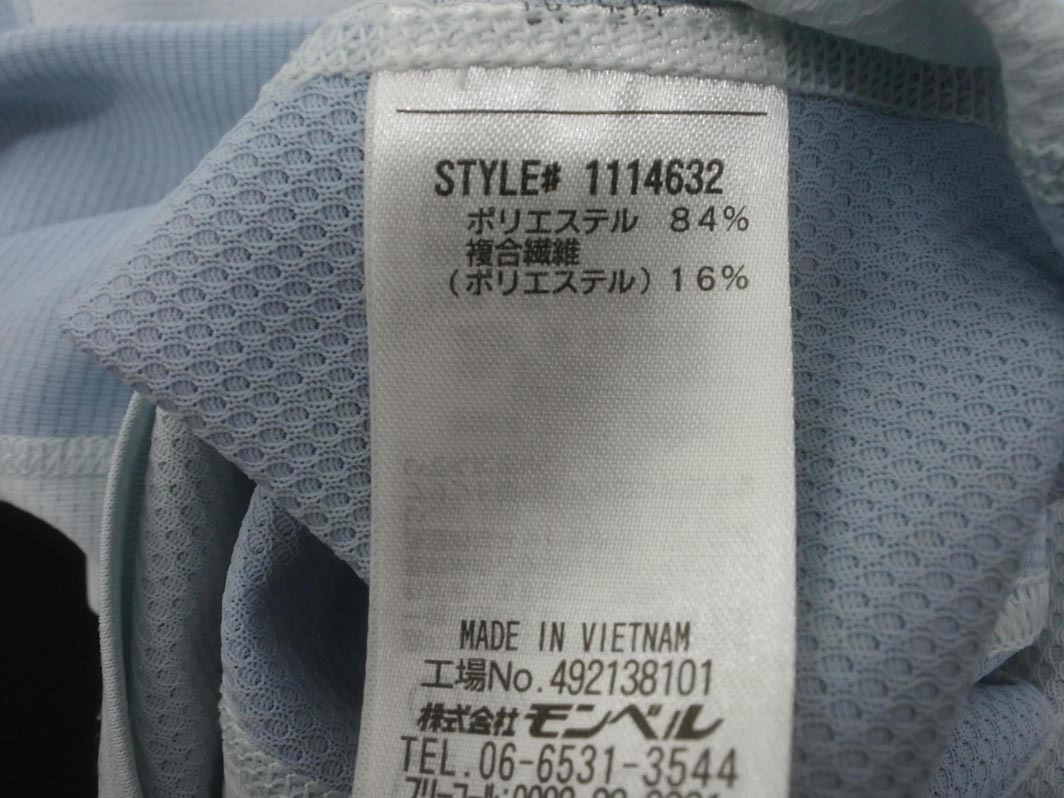 STYLE# 1114632
ポリエステル 84%
複合繊維
(ポリエステル) 16%
MADE IN VIETNAM
工場No.492138101
株式会社 モンベル
TEL.06-6531-3544